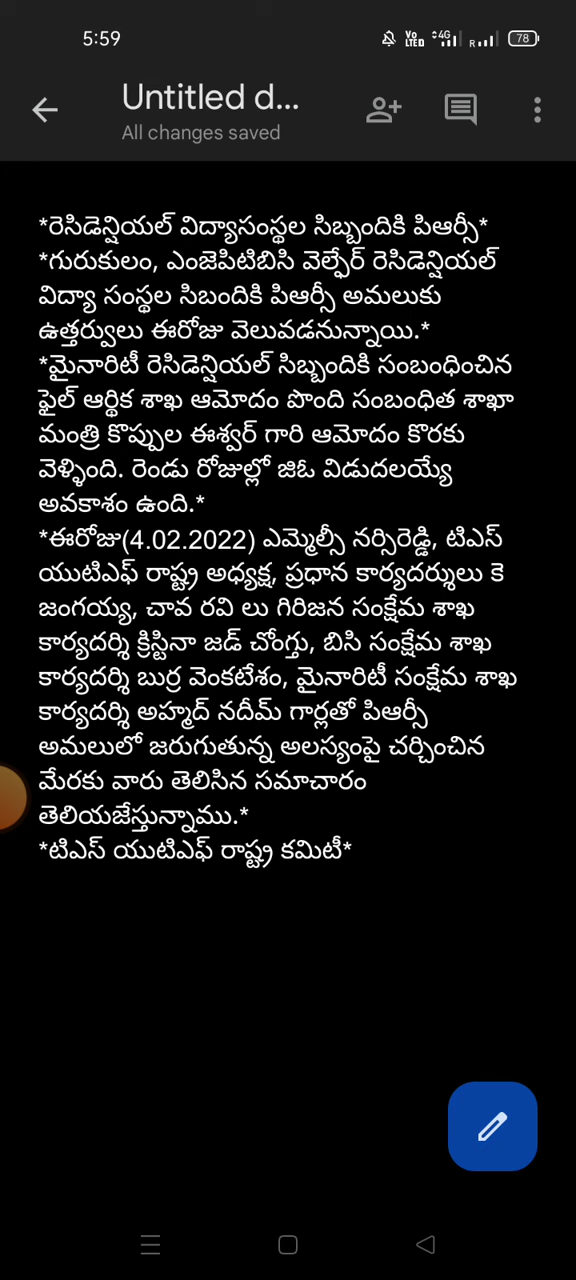 5:59
Vo LTED 4G R 78
Untitled d...
All changes saved
*రెసిడెన్షియల్ విద్యాసంస్థల సిబ్బందికి పిఆర్సీ*
*గురుకులం, ఎంజెపిటిబిసి వెల్ఫేర్ రెసిడెన్షియల్
విద్యా సంస్థల సిబందికి పిఆర్సీ అమలుకు
ఉత్తర్వులు ఈరోజు వెలువడనున్నాయి.*
*మైనారిటీ రెసిడెన్షియల్ సిబ్బందికి సంబంధించిన
ఫైల్ ఆర్థిక శాఖ ఆమోదం పొంది సంబంధిత శాఖా
మంత్రి కొప్పుల ఈశ్వర్ గారి ఆమోదం కొరకు
వెళ్ళింది. రెండు రోజుల్లో జిఓ విడుదలయ్యే
అవకాశం ఉంది.*
*ఈరోజు(4.02.2022) ఎమ్మెల్సీ నర్సిరెడ్డి, టిఎస్
యుటిఎఫ్ రాష్ట్ర అధ్యక్ష, ప్రధాన కార్యదర్శులు కె
జంగయ్య, చావ రవి లు గిరిజన సంక్షేమ శాఖ
కార్యదర్శి క్రిస్టినా జడ్ చోంగ్తు, బిసి సంక్షేమ శాఖ
కార్యదర్శి బుర్ర వెంకటేశం, మైనారిటీ సంక్షేమ శాఖ
కార్యదర్శి అహ్మద్ నదీమ్ గార్లతో పిఆర్సీ
అమలులో జరుగుతున్న అలస్యంపై చర్చించిన
మేరకు వారు తెలిసిన సమాచారం
తెలియజేస్తున్నాము.*
*టిఎస్ యుటిఎఫ్ రాష్ట్ర కమిటీ*